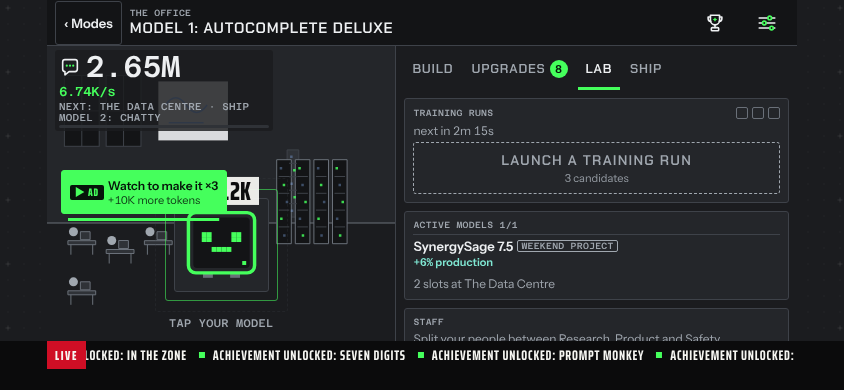 ‹ Modes
THE OFFICE
MODEL 1: AUTOCOMPLETE DELUXE
2.65M
6.74K/s
NEXT: THE DATA CENTRE · SHIP
MODEL 2: CHATTY
AD
Watch to make it ×3
+10K more tokens
2K
TAP YOUR MODEL
BUILD UPGRADES 8 LAB SHIP
TRAINING RUNS
next in 2m 15s
LAUNCH A TRAINING RUN
3 candidates
ACTIVE MODELS 1/1
SynergySage 7.5 WEEKEND PROJECT
+6% production
2 slots at The Data Centre
STAFF
Split your people between Research, Product and Safety
LIVE LOCKED: IN THE ZONE ACHIEVEMENT UNLOCKED: SEVEN DIGITS ACHIEVEMENT UNLOCKED: PROMPT MONKEY ACHIEVEMENT UNLOCKED: